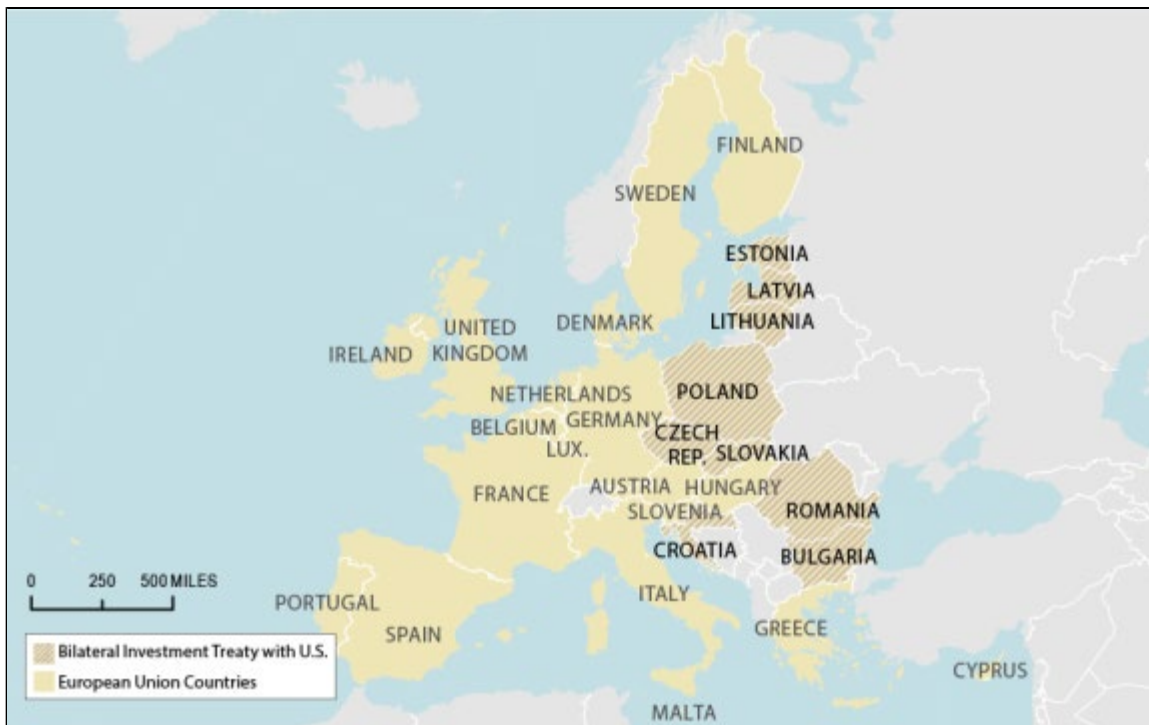 FINLAND
SWEDEN
ESTONIA
LATVIA
LITHUANIA
DENMARK
UNITED
KINGDOM
IRELAND
NETHERLANDS
POLAND
BELGIUM
GERMANY
LUX.
CZECH
REP.
SLOVAKIA
FRANCE
AUSTRIA
HUNGARY
SLOVENIA
ROMANIA
CROATIA
BULGARIA
0 250 500 MILES
PORTUGAL
SPAIN
ITALY
GREECE
CYPRUS
MALTA
Bilateral Investment Treaty with U.S.
European Union Countries